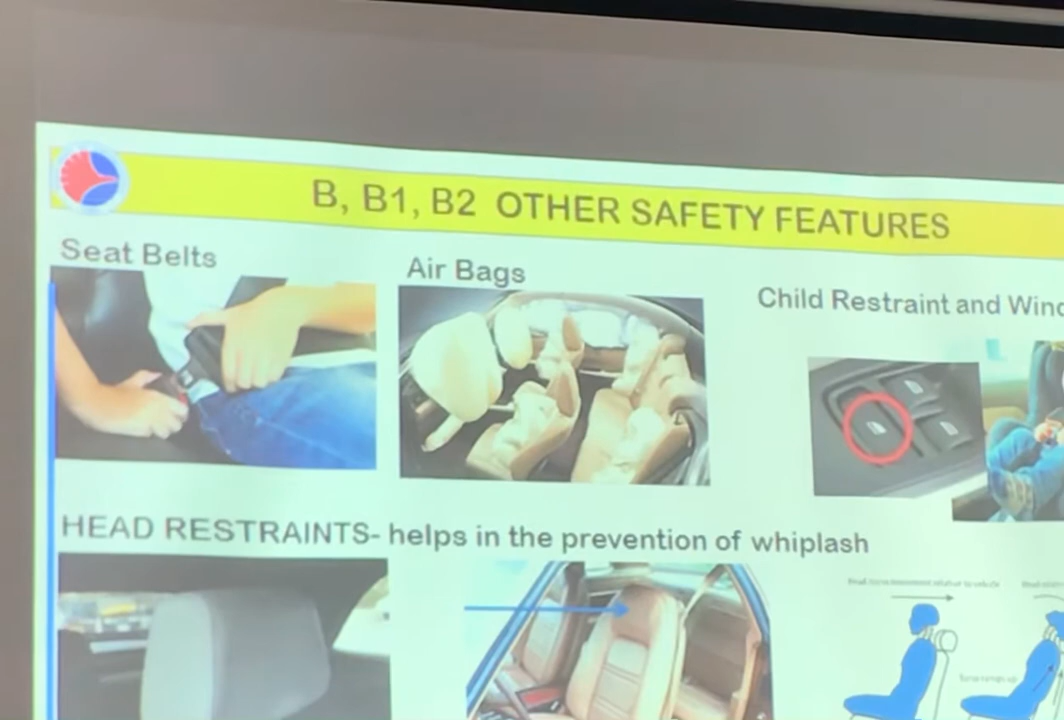 B, B1, B2 OTHER SAFETY FEATURES
Seat Belts
Air Bags
Child Restraint and
HEAD RESTRAINTS- helps in the prevention of whiplash